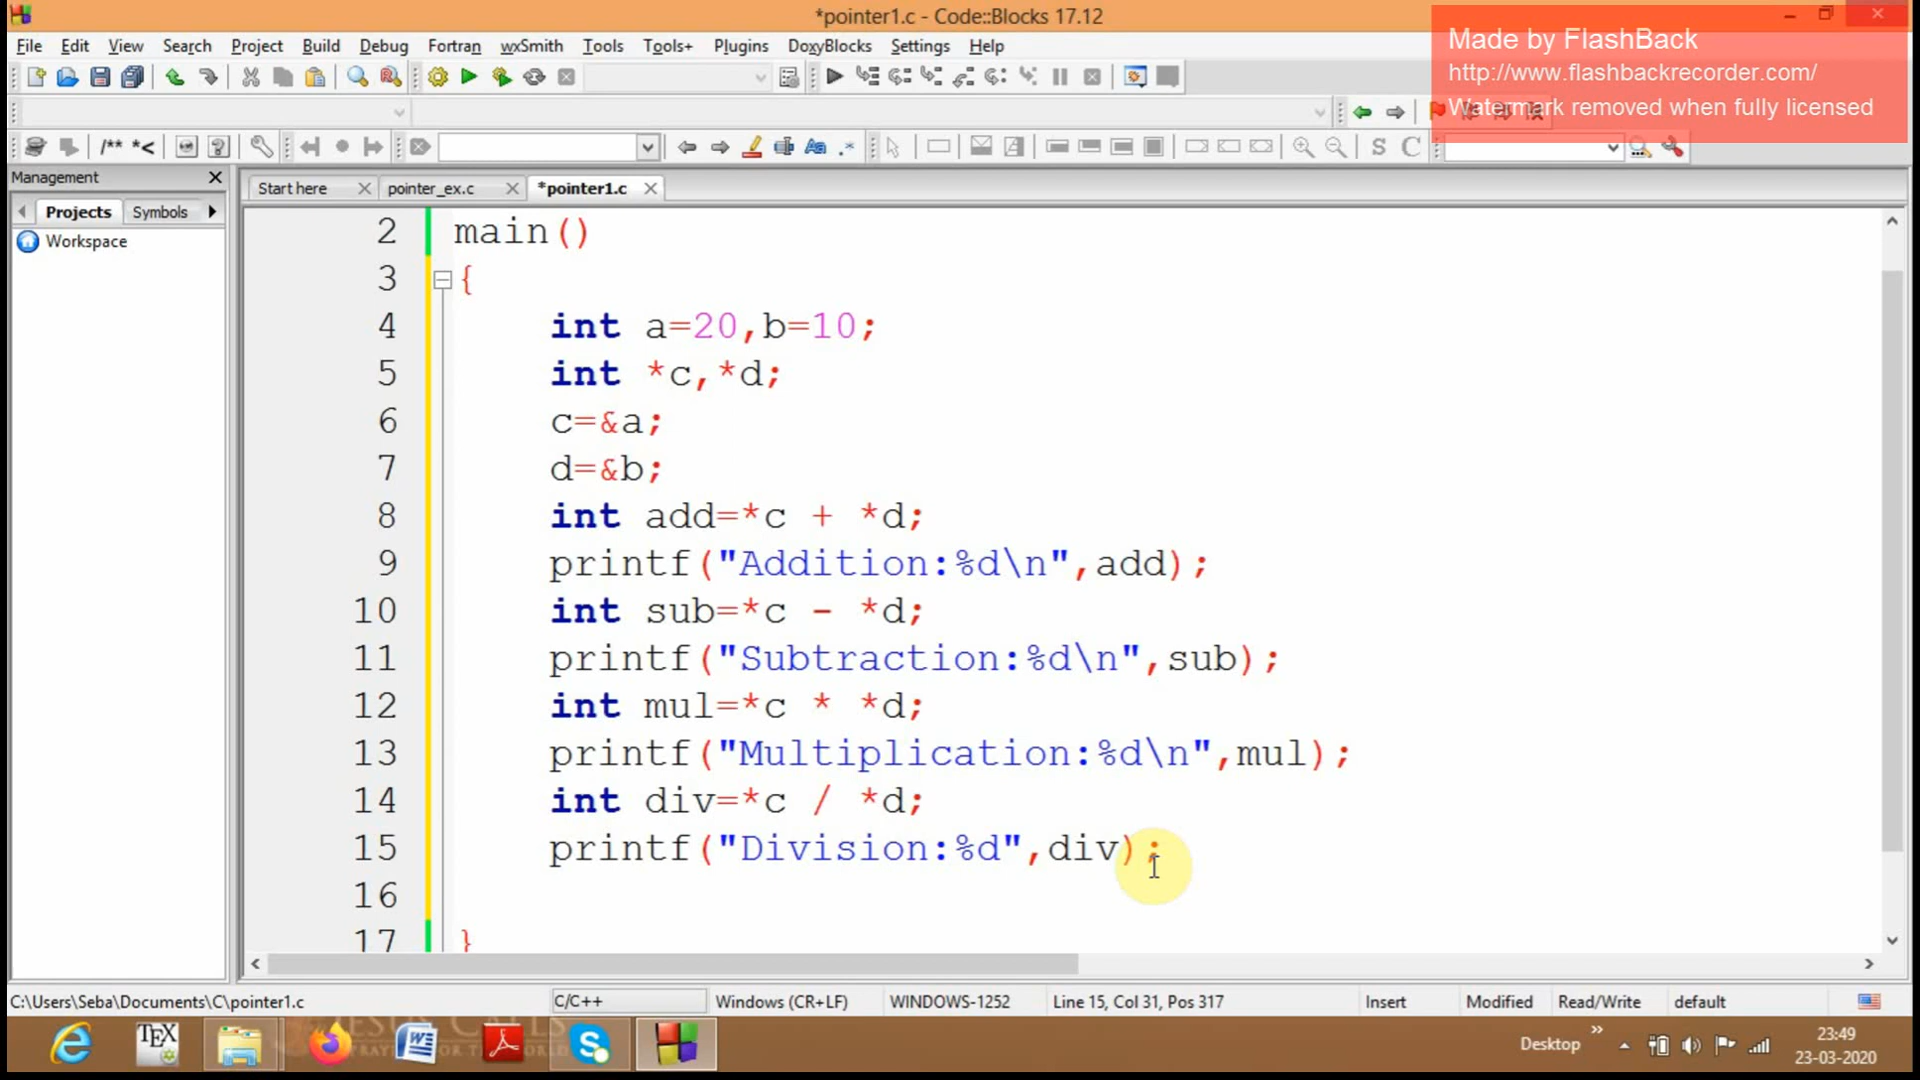 *pointer1.c - Code::Blocks 17.12
Made by FlashBack
http://www.flashbackrecorder.com/
Watermark removed when fully licensed
File Edit View Search Project Build Debug Fortran wxSmith Tools Tools+ Plugins DoxyBlocks Settings Help
/** *< Aa .* S C
Management
Start here pointer_ex.c *pointer1.c
Projects Symbols
Workspace
2 main()
3 {
4 int a=20,b=10;
5 int *c,*d;
6 c=&a;
7 d=&b;
8 int add=*c + *d;
9 printf("Addition:%d\n",add);
10 int sub=*c - *d;
11 printf("Subtraction:%d\n",sub);
12 int mul=*c * *d;
13 printf("Multiplication:%d\n",mul);
14 int div=*c / *d;
15 printf("Division:%d",div);
16
17 }
C:\Users\Seba\Documents\C\pointer1.c C/C++ Windows (CR+LF) WINDOWS-1252 Line 15, Col 31, Pos 317 Insert Modified Read/Write default
TEX
Desktop
23:49
23-03-2020